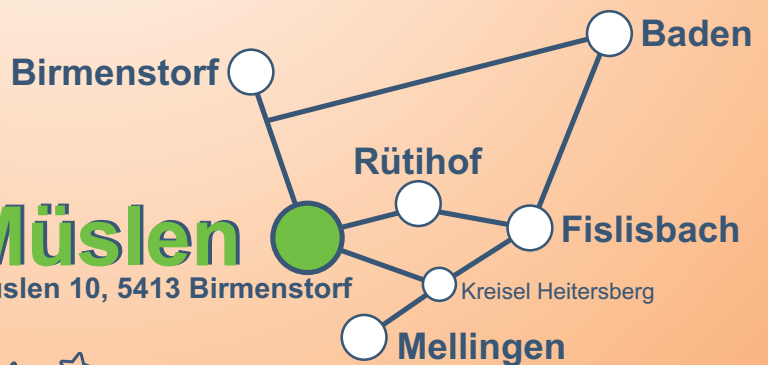 Baden
Birmenstorf
Rütihof
Müslen
Fislisbach
slen 10, 5413 Birmenstorf
Kreisel Heitersberg
Mellingen